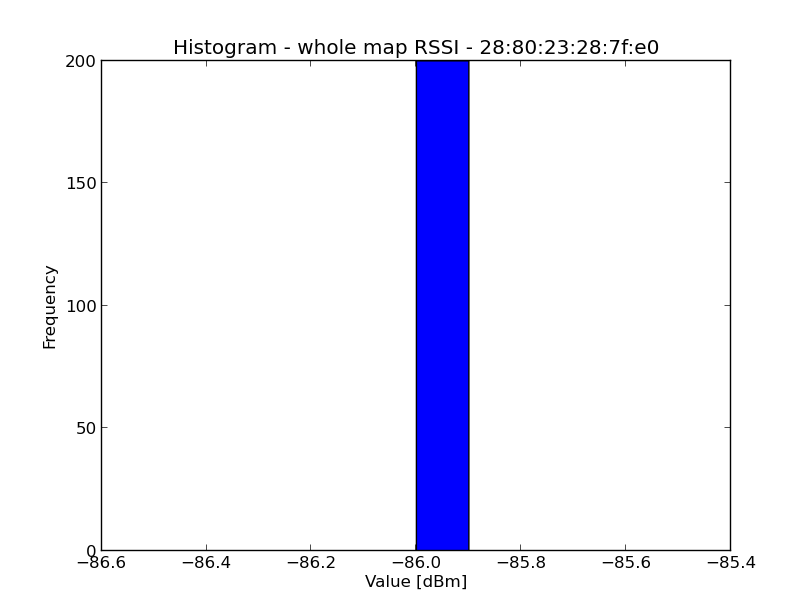 Histogram - whole map RSSI - 28:80:23:28:7f:e0
200
150
100
50
0
Frequency
−86.6 −86.4 −86.2 −86.0 −85.8 −85.6 −85.4
Value [dBm]